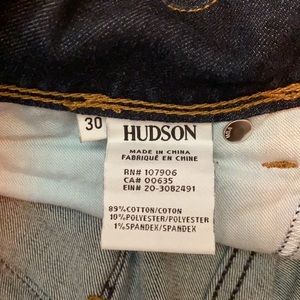 30
HUDSON
MADE IN CHINA
FABRIQUÉ EN CHINE
RN# 107906
CA# 00635
EIN# 20-3082491
89% COTTON/COTON
10% POLYESTER/POLYESTER
1% SPANDEX/SPANDEX